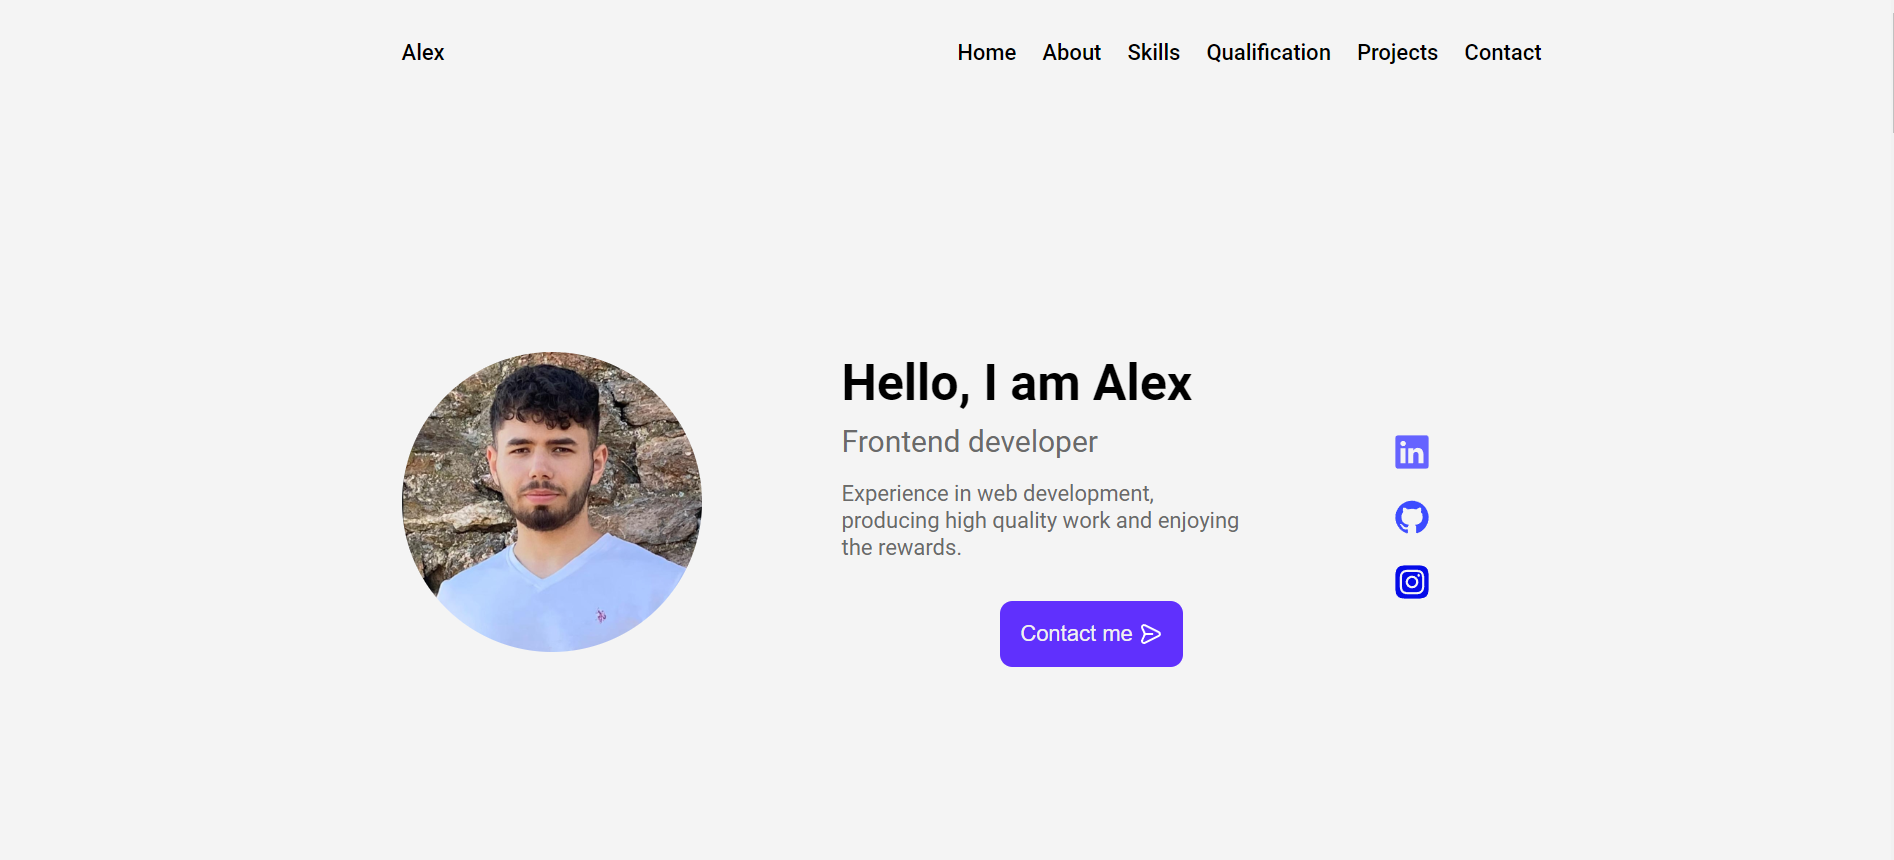 Alex
Home About Skills Qualification Projects Contact
Hello, I am Alex
Frontend developer
Experience in web development,
producing high quality work and enjoying
the rewards.
in
Contact me